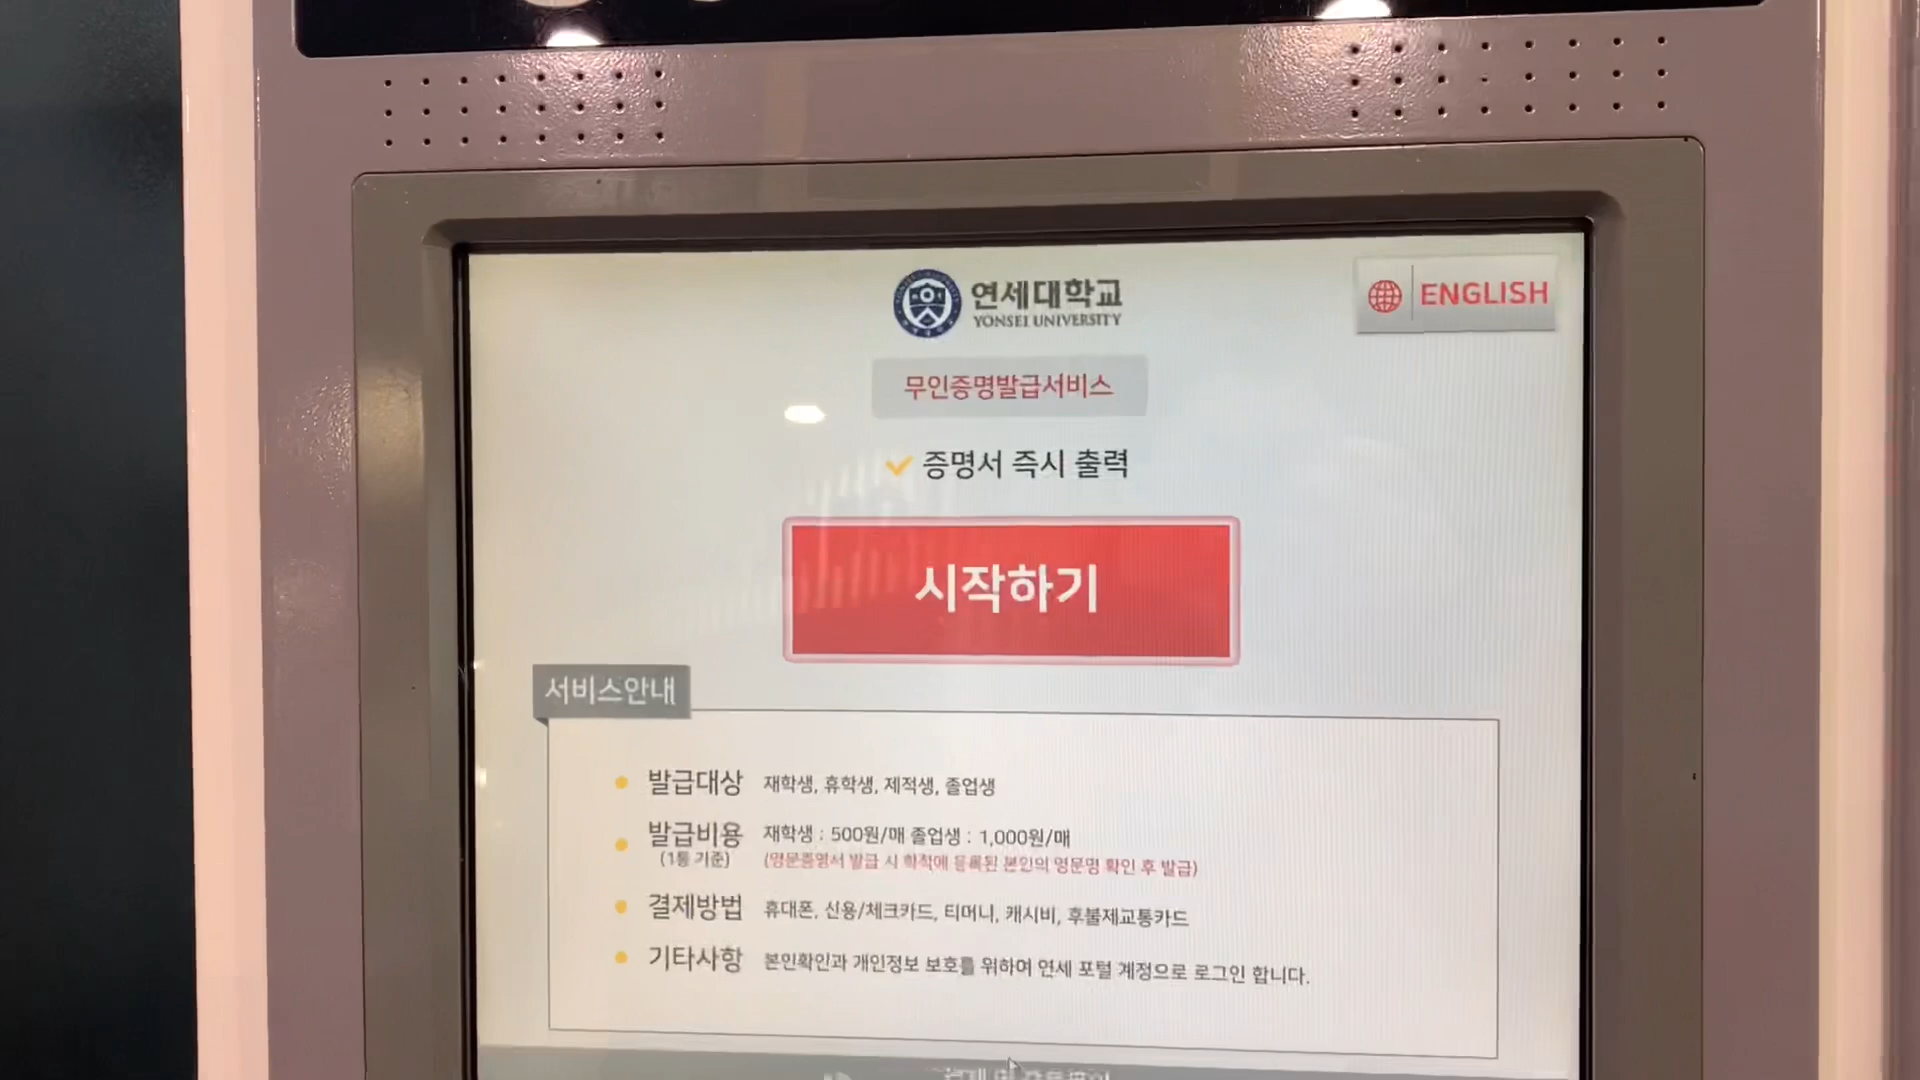 연세대학교
YONSEI UNIVERSITY
ENGLISH
무인증명발급서비스
증명서 즉시 출력
시작하기
서비스안내
발급대상 재학생, 휴학생, 제적생, 졸업생
발급비용 재학생 : 500원/매 졸업생 : 1,000원/매
(1통 기준) (영문증명서 발급 시 학적에 등록된 본인의 영문명 확인 후 발급)
결제방법 휴대폰, 신용/체크카드, 티머니, 캐시비, 후불제교통카드
기타사항 본인확인과 개인정보 보호를 위하여 연세 포털 계정으로 로그인 합니다.